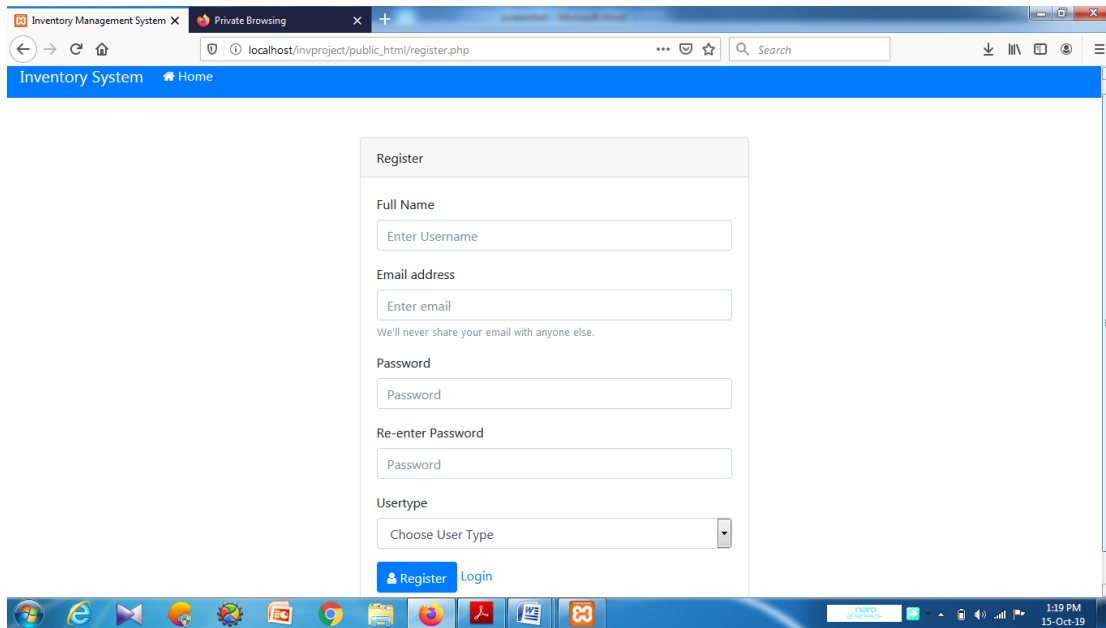 Inventory Management System
Private Browsing
localhost/invproject/public_html/register.php
Search
Inventory System
Home
Register
Full Name
Enter Username
Email address
Enter email
We'll never share your email with anyone else.
Password
Password
Re-enter Password
Password
Usertype
Choose User Type
Register
Login
nero
1:19 PM
15-Oct-19